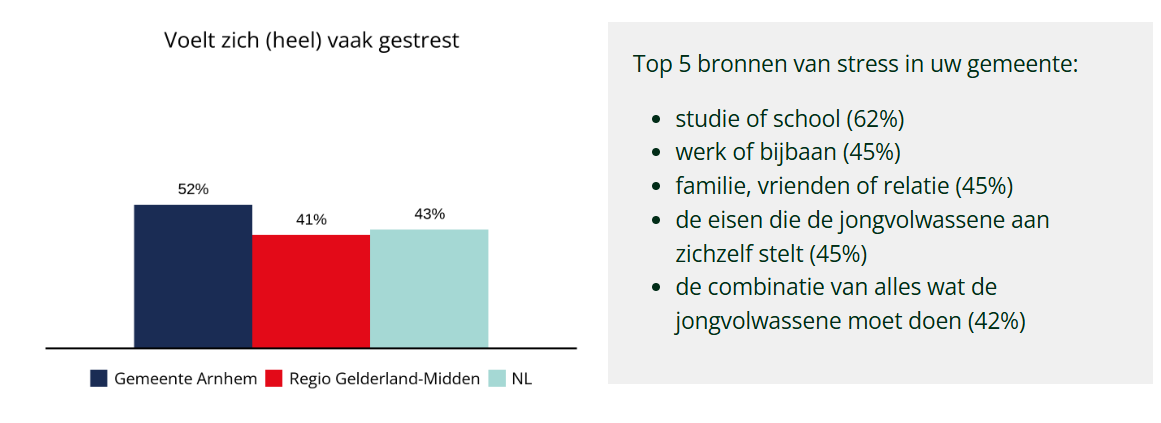 Voelt zich (heel) vaak gestrest
52%
41%
43%
Gemeente Arnhem Regio Gelderland-Midden NL
Top 5 bronnen van stress in uw gemeente:
• studie of school (62%)
• werk of bijbaan (45%)
• familie, vrienden of relatie (45%)
• de eisen die de jongvolwassene aan
zichzelf stelt (45%)
• de combinatie van alles wat de
jongvolwassene moet doen (42%)